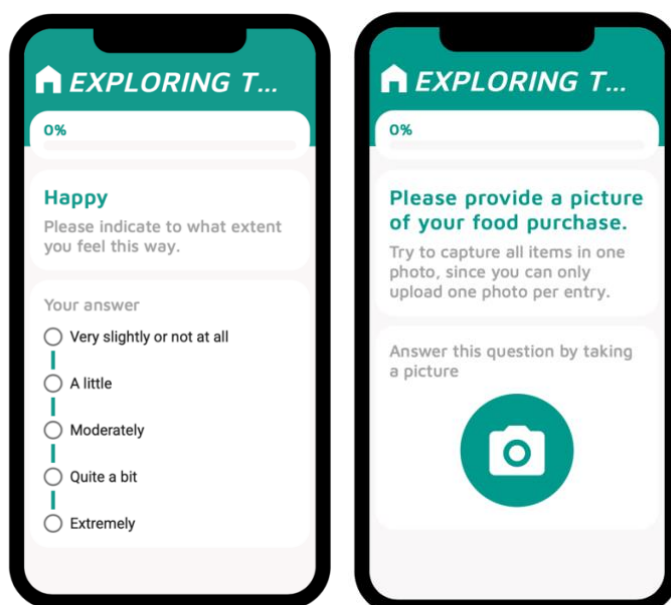 EXPLORING T...
0%
Happy
Please indicate to what extent
you feel this way.
Your answer
Very slightly or not at all
A little
Moderately
Quite a bit
Extremely
EXPLORING T...
0%
Please provide a picture
of your food purchase.
Try to capture all items in one
photo, since you can only
upload one photo per entry.
Answer this question by taking
a picture